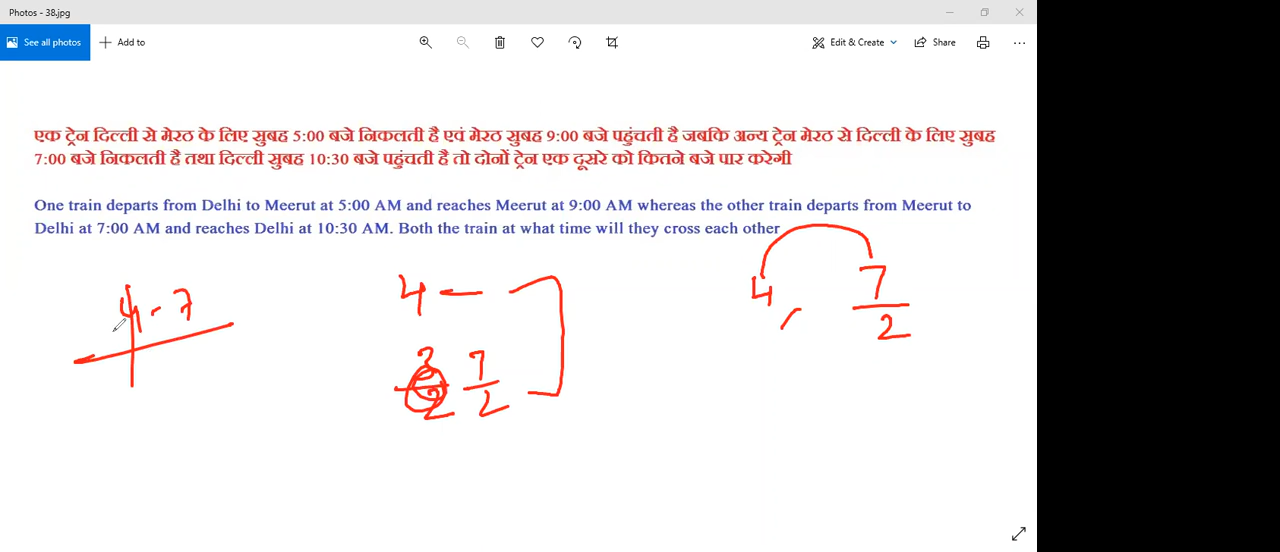 Photos - 38.jpg
See all photos + Add to Edit & Create Share
एक ट्रेन दिल्ली से मेरठ के लिए सुबह 5:00 बजे निकलती है एवं मेरठ सुबह 9:00 बजे पहुंचती है जबकि अन्य ट्रेन मेरठ से दिल्ली के लिए सुबह
7:00 बजे निकलती है तथा दिल्ली सुबह 10:30 बजे पहुंचती है तो दोनों ट्रेन एक दूसरे को कितने बजे पार करेगी
One train departs from Delhi to Meerut at 5:00 AM and reaches Meerut at 9:00 AM whereas the other train departs from Meerut to
Delhi at 7:00 AM and reaches Delhi at 10:30 AM. Both the train at what time will they cross each other
4 - 7
4
7
2
4, 7
2